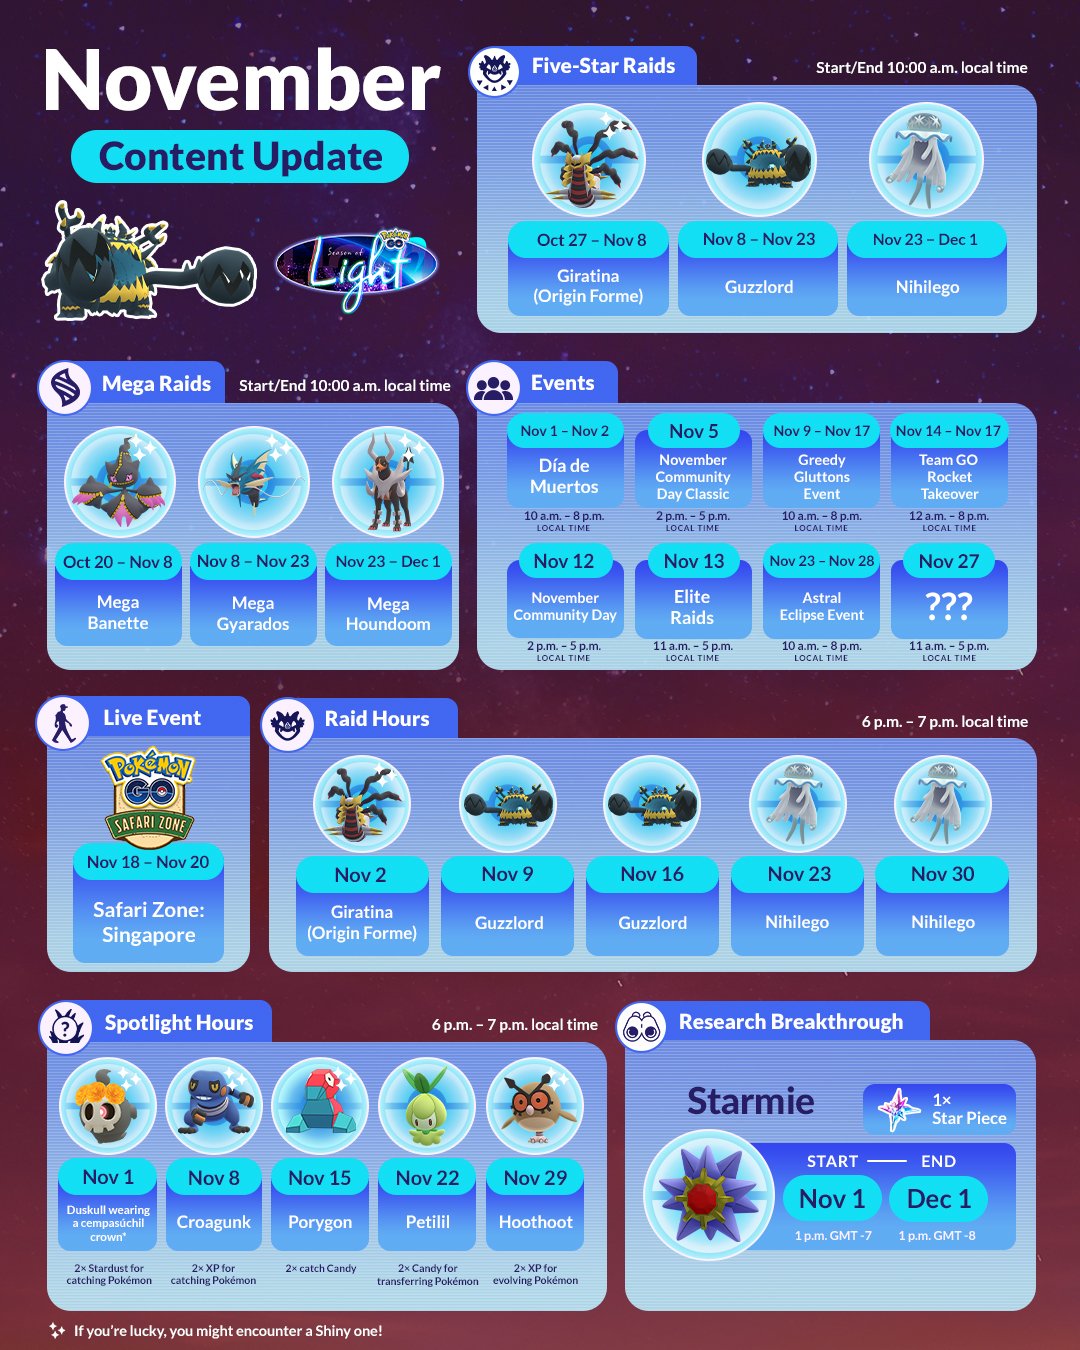 November
Content Update
Season of
Light
Pokémon
GO
Five-Star Raids
Start/End 10:00 a.m. local time
Oct 27 – Nov 8
Giratina
(Origin Forme)
Nov 8 – Nov 23
Guzzlord
Nov 23 – Dec 1
Nihilego
Mega Raids
Start/End 10:00 a.m. local time
Oct 20 – Nov 8
Mega
Banette
Nov 8 – Nov 23
Mega
Gyarados
Nov 23 – Dec 1
Mega
Houndoom
Events
Nov 1 – Nov 2
Día de
Muertos
10 a.m. – 8 p.m.
LOCAL TIME
Nov 5
November
Community
Day Classic
2 p.m. – 5 p.m.
LOCAL TIME
Nov 9 – Nov 17
Greedy
Gluttons
Event
10 a.m. – 8 p.m.
LOCAL TIME
Nov 14 – Nov 17
Team GO
Rocket
Takeover
12 a.m. – 8 p.m.
LOCAL TIME
Nov 12
November
Community Day
2 p.m. – 5 p.m.
LOCAL TIME
Nov 13
Elite
Raids
11 a.m. – 5 p.m.
LOCAL TIME
Nov 23 – Nov 28
Astral
Eclipse Event
10 a.m. – 8 p.m.
LOCAL TIME
Nov 27
???
11 a.m. – 5 p.m.
LOCAL TIME
Live Event
POKéMON
GO
SAFARI ZONE
Nov 18 – Nov 20
Safari Zone:
Singapore
Raid Hours
6 p.m. – 7 p.m. local time
Nov 2
Giratina
(Origin Forme)
Nov 9
Guzzlord
Nov 16
Guzzlord
Nov 23
Nihilego
Nov 30
Nihilego
Spotlight Hours
6 p.m. – 7 p.m. local time
?
Nov 1
Duskull wearing
a cempasúchil
crown*
2× Stardust for
catching Pokémon
Nov 8
Croagunk
2× XP for
catching Pokémon
Nov 15
Porygon
2× catch Candy
Nov 22
Petilil
2× Candy for
transferring Pokémon
Nov 29
Hoothoot
2× XP for
evolving Pokémon
Research Breakthrough
Starmie
1×
Star Piece
START — END
Nov 1
1 p.m. GMT -7
Dec 1
1 p.m. GMT -8
If you're lucky, you might encounter a Shiny one!